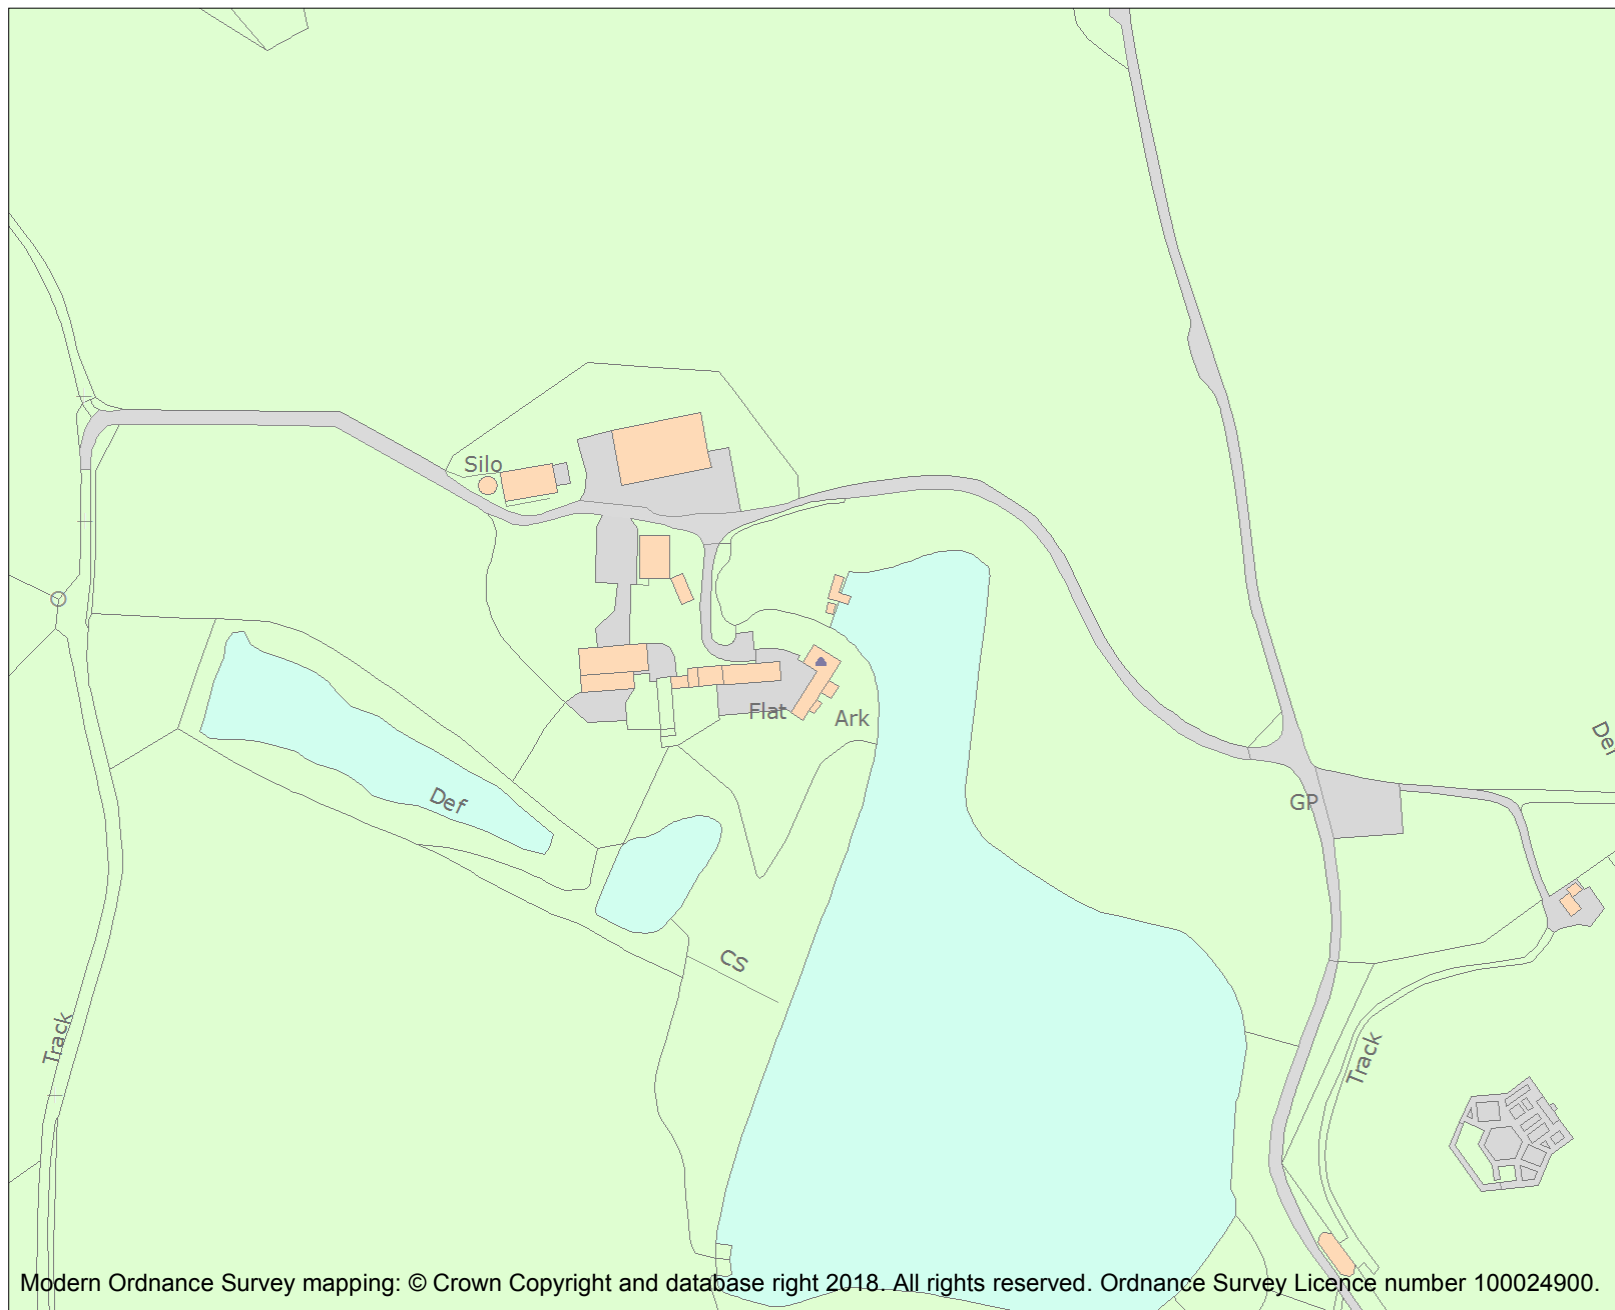 Silo
Flat
Ark
Def
GP
CS
Track
Track
Modern Ordnance Survey mapping: © Crown Copyright and database right 2018. All rights reserved. Ordnance Survey Licence number 100024900.